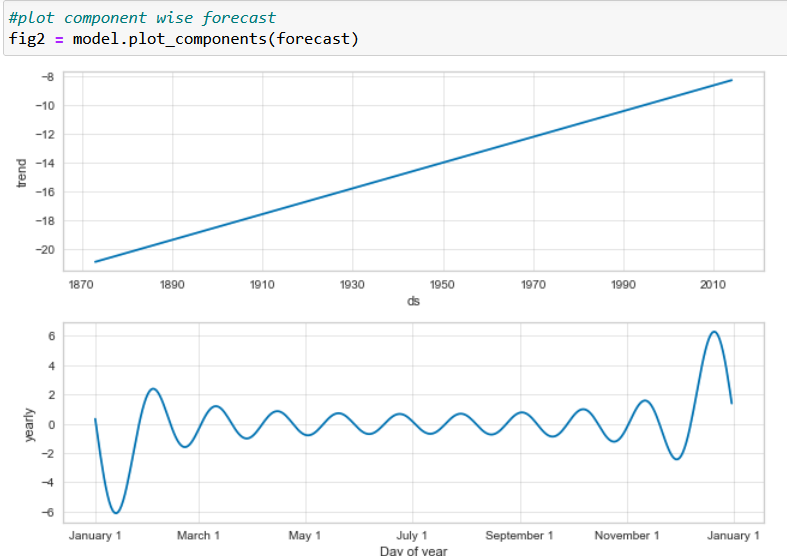 #plot component wise forecast
fig2 = model.plot_components(forecast)
−8
−10
−12
−14
−16
−18
−20
trend
1870 1890 1910 1930 1950 1970 1990 2010
ds
6
4
2
0
−2
−4
−6
yearly
January 1 March 1 May 1 July 1 September 1 November 1 January 1
Day of year